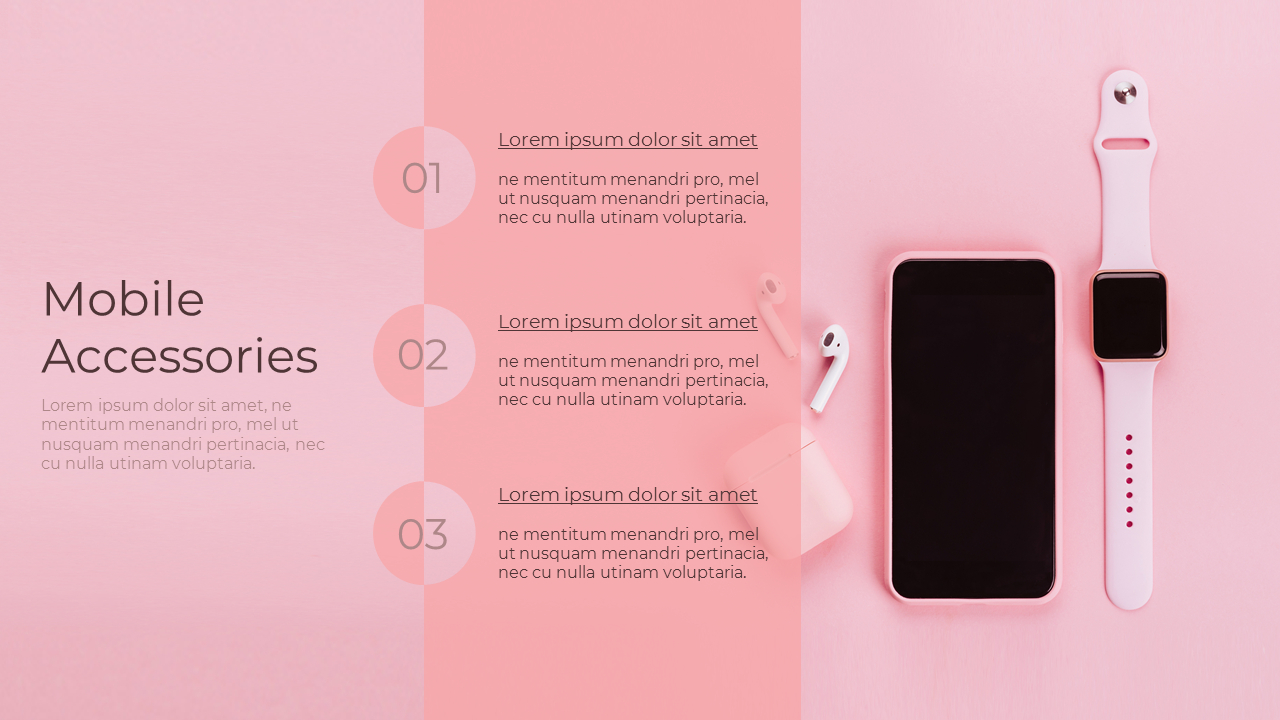 Mobile
Accessories
Lorem ipsum dolor sit amet, ne
mentitum menandri pro, mel ut
nusquam menandri pertinacia, nec
cu nulla utinam voluptaria.
01
Lorem ipsum dolor sit amet
ne mentitum menandri pro, mel
ut nusquam menandri pertinacia,
nec cu nulla utinam voluptaria.
02
Lorem ipsum dolor sit amet
ne mentitum menandri pro, mel
ut nusquam menandri pertinacia,
nec cu nulla utinam voluptaria.
03
Lorem ipsum dolor sit amet
ne mentitum menandri pro, mel
ut nusquam menandri pertinacia,
nec cu nulla utinam voluptaria.